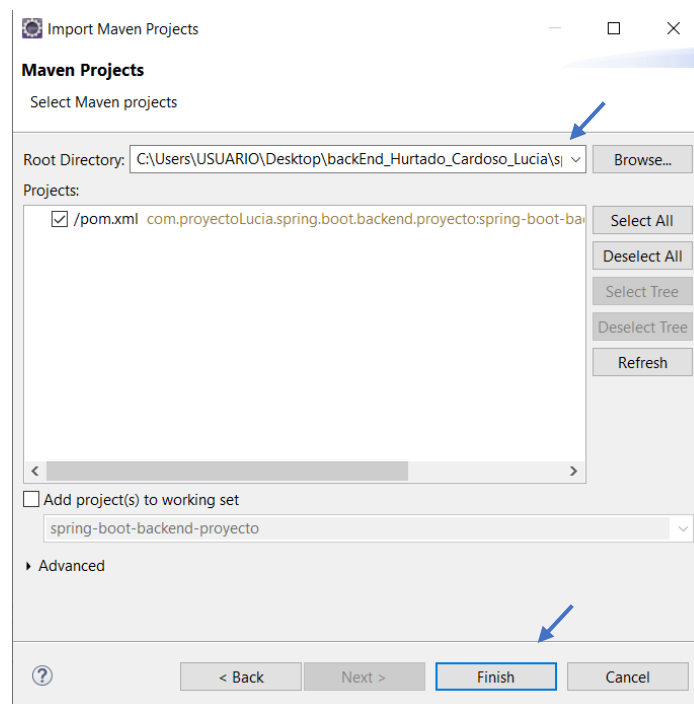 Import Maven Projects
Maven Projects
Select Maven projects
Root Directory: C:\Users\USUARIO\Desktop\backEnd_Hurtado_Cardoso_Lucia\s Browse...
Projects:
/pom.xml com.proyectoLucia.spring.boot.backend.proyecto:spring-boot-ba Select All
Deselect All
Select Tree
Deselect Tree
Refresh
Add project(s) to working set
spring-boot-backend-proyecto
Advanced
? < Back Next > Finish Cancel